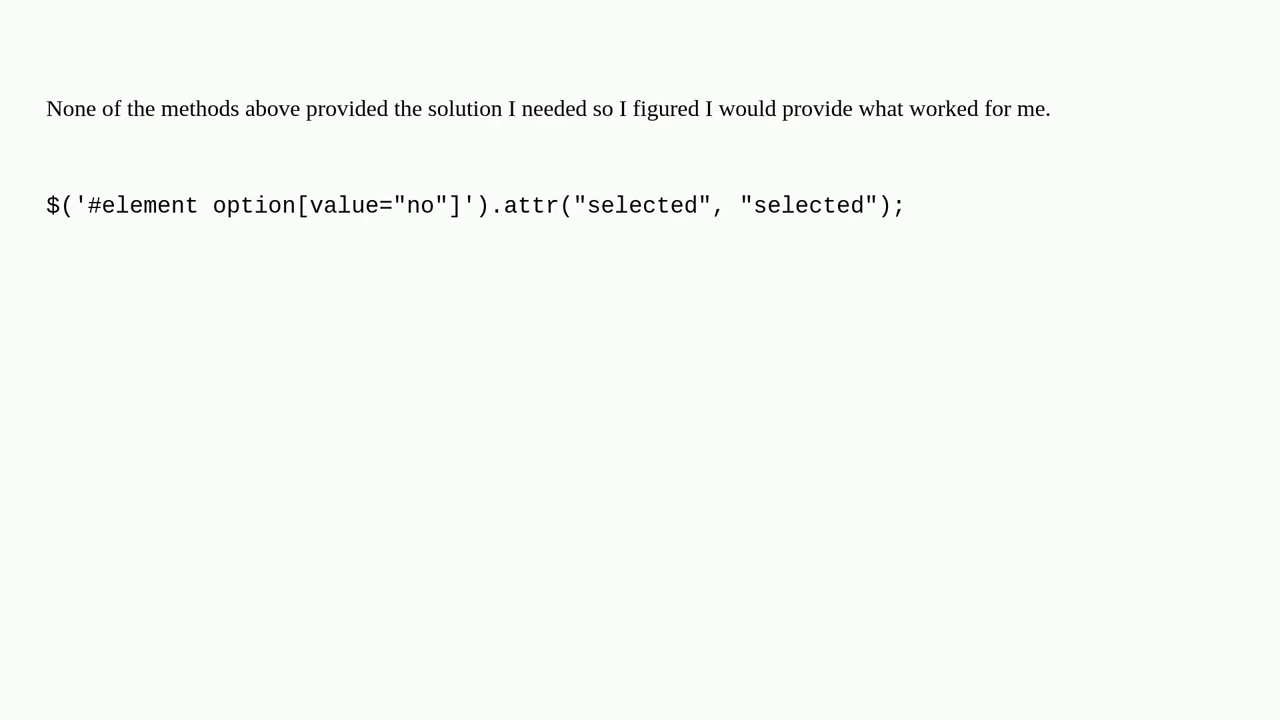 None of the methods above provided the solution I needed so I figured I would provide what worked for me.
$('#element option[value="no"]').attr("selected", "selected");